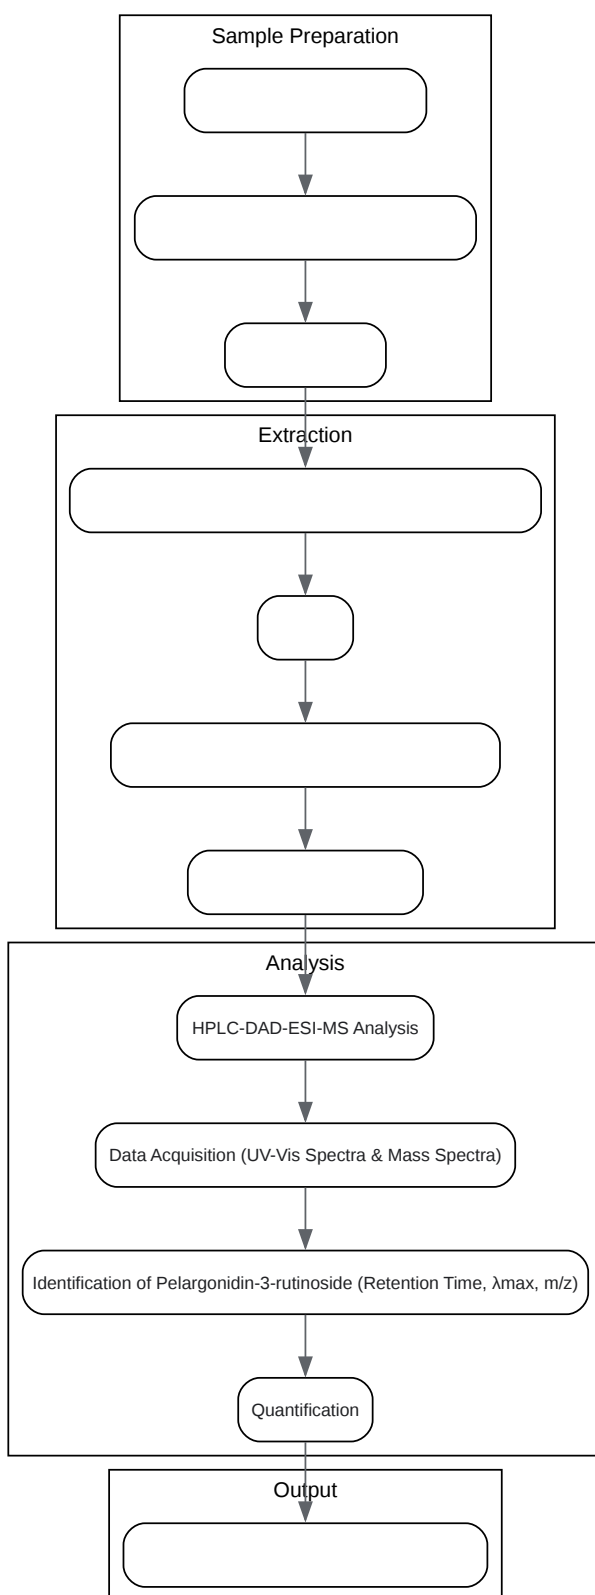 Sample Preparation
Extraction
Analysis
HPLC-DAD-ESI-MS Analysis
Data Acquisition (UV-Vis Spectra & Mass Spectra)
Identification of Pelargonidin-3-rutinoside (Retention Time, λmax, m/z)
Quantification
Output